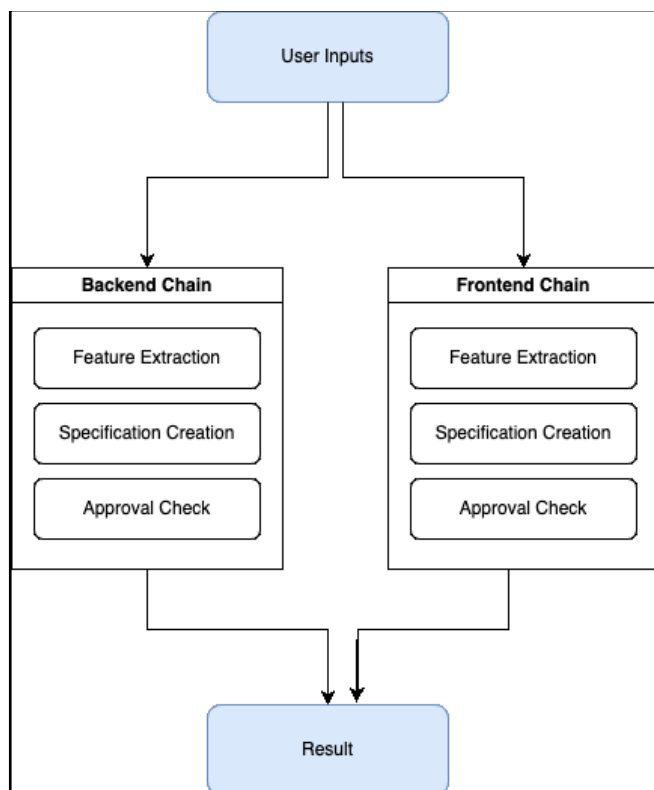 User Inputs
Backend Chain
Feature Extraction
Specification Creation
Approval Check
Frontend Chain
Feature Extraction
Specification Creation
Approval Check
Result